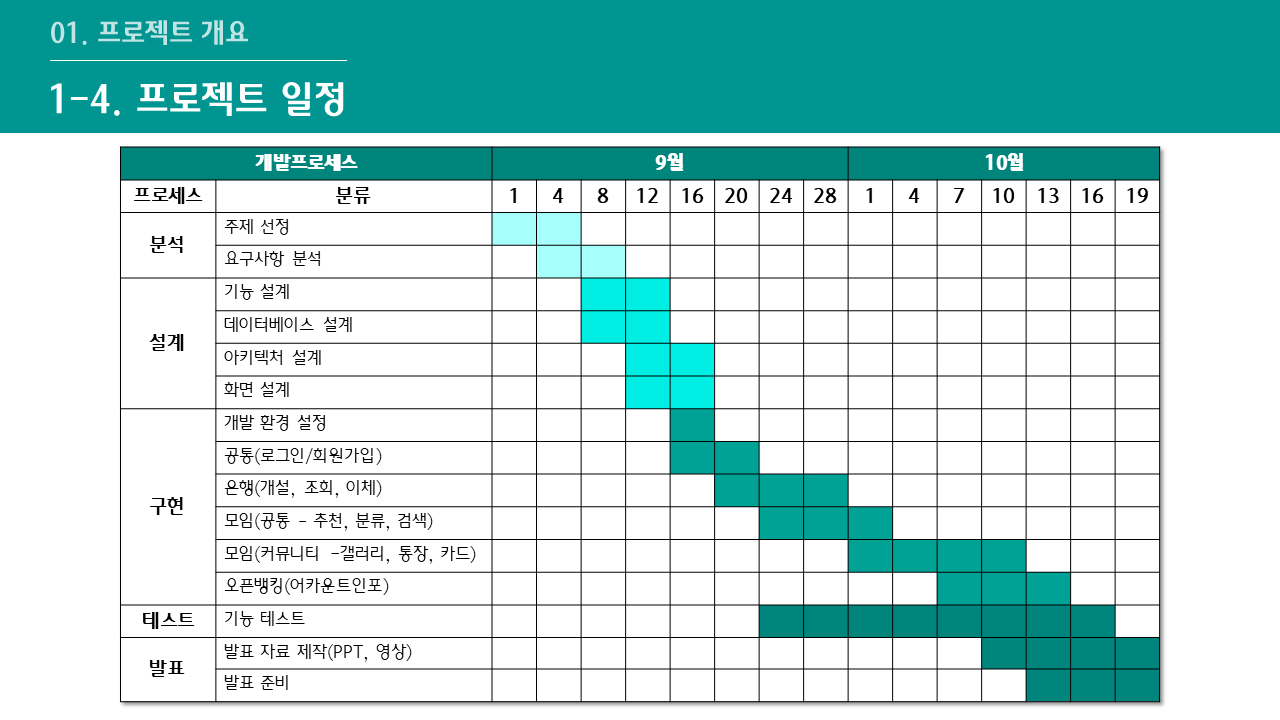 01. 프로젝트 개요
1-4. 프로젝트 일정
개발프로세스 9월 10월
프로세스 분류 1 4 8 12 16 20 24 28 1 4 7 10 13 16 19
분석
주제 선정
요구사항 분석
설계
기능 설계
데이터베이스 설계
아키텍처 설계
화면 설계
구현
개발 환경 설정
공통(로그인/회원가입)
은행(개설, 조회, 이체)
모임(공통 - 추천, 분류, 검색)
모임(커뮤니티 -갤러리, 통장, 카드)
오픈뱅킹(어카운트인포)
테스트 기능 테스트
발표
발표 자료 제작(PPT, 영상)
발표 준비